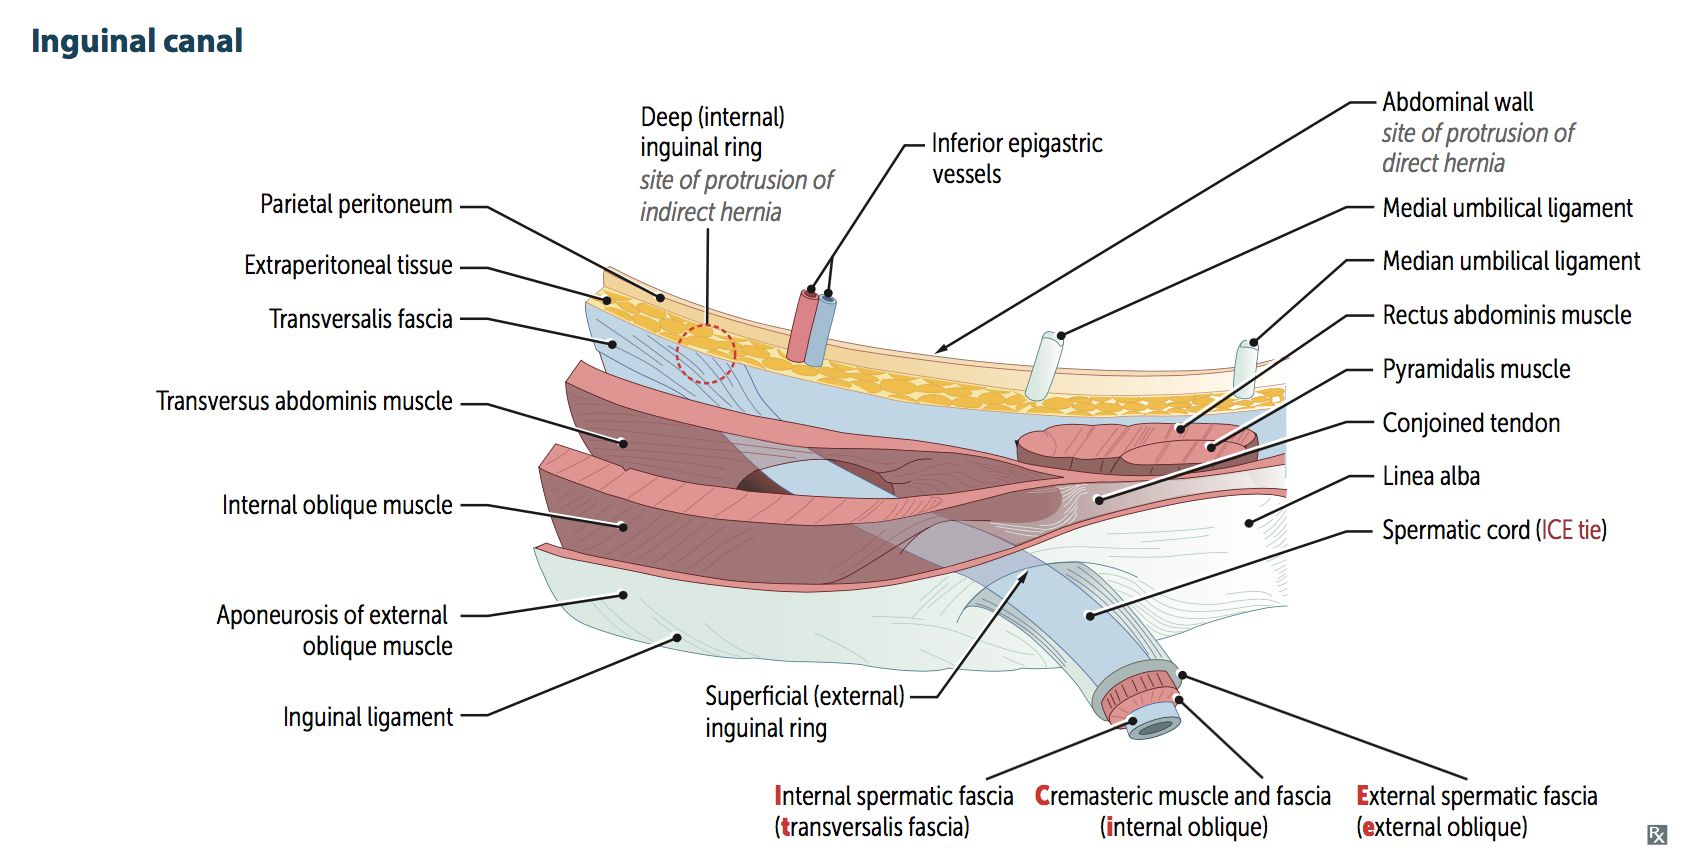 Inguinal canal
Deep (internal)
inguinal ring
site of protrusion of
indirect hernia
Inferior epigastric
vessels
Abdominal wall
site of protrusion of
direct hernia
Parietal peritoneum
Extraperitoneal tissue
Transversalis fascia
Transversus abdominis muscle
Internal oblique muscle
Aponeurosis of external
oblique muscle
Inguinal ligament
Medial umbilical ligament
Median umbilical ligament
Rectus abdominis muscle
Pyramidalis muscle
Conjoined tendon
Linea alba
Spermatic cord (ICE tie)
Superficial (external)
inguinal ring
Internal spermatic fascia
(transversalis fascia)
Cremasteric muscle and fascia
(internal oblique)
External spermatic fascia
(external oblique)
Rx